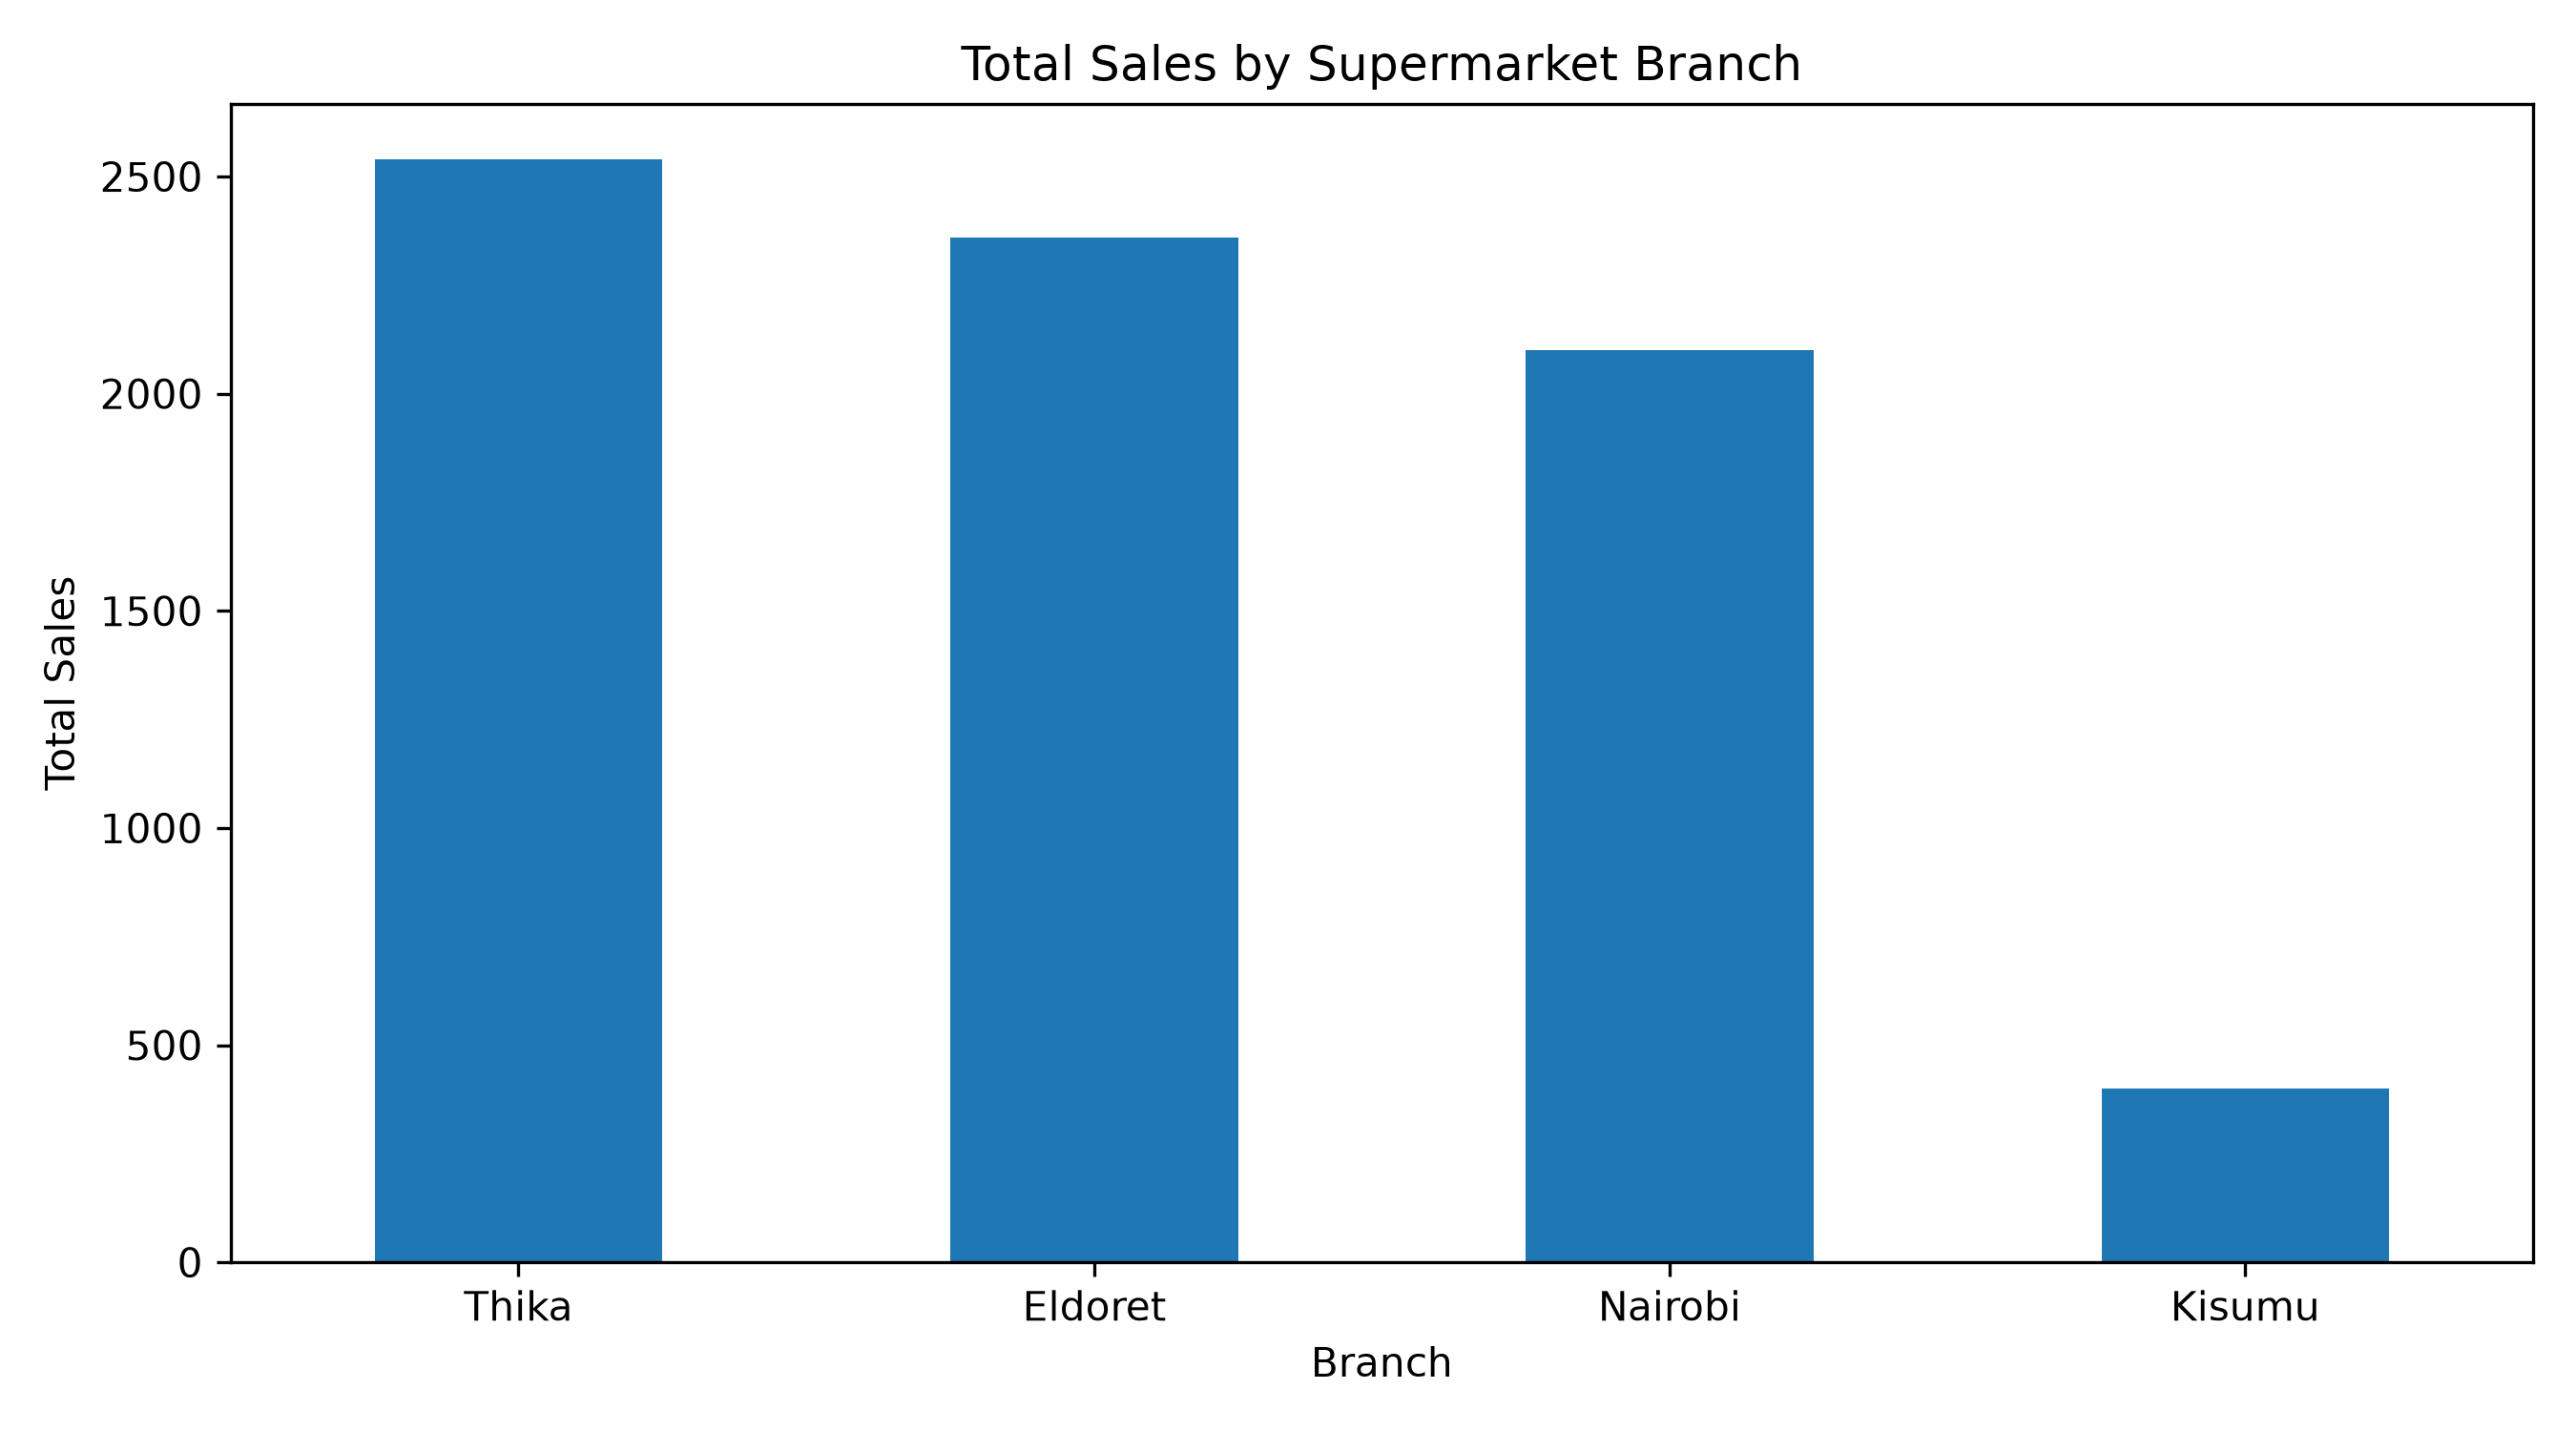 Total Sales by Supermarket Branch
2500
2000
1500
1000
500
0
Total Sales
Thika Eldoret Nairobi Kisumu
Branch